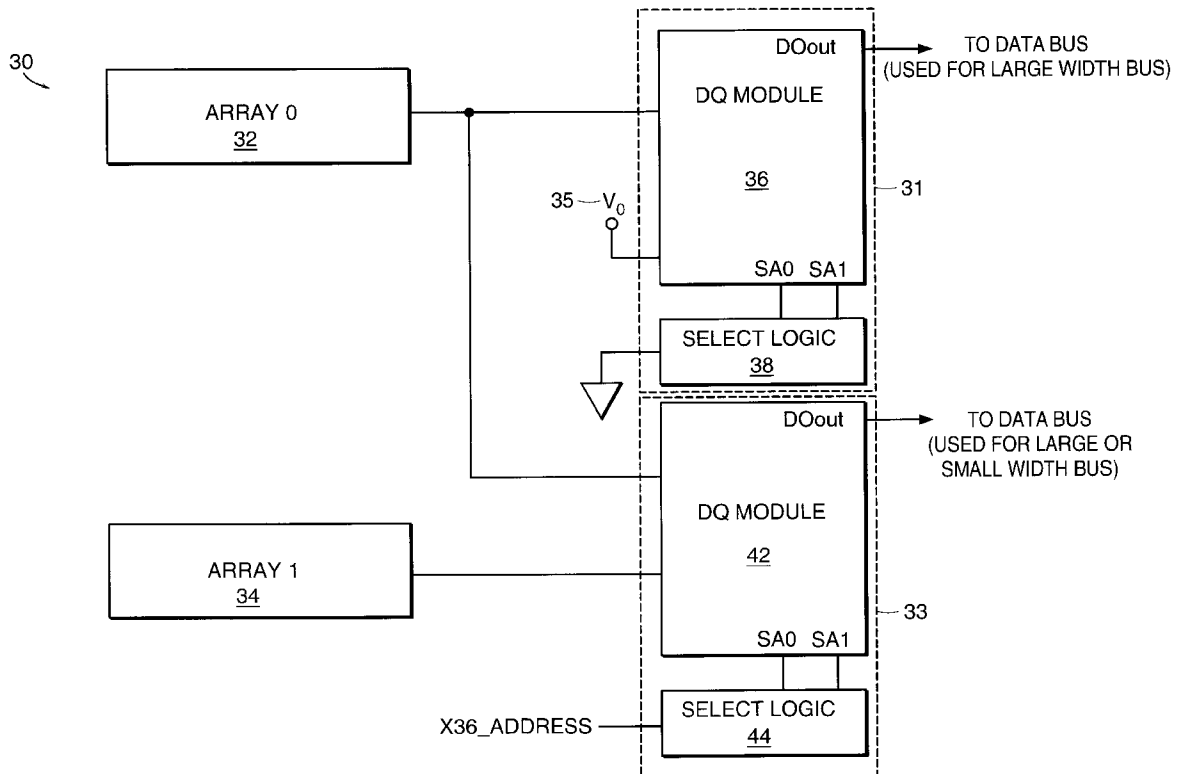 30
ARRAY 0
32
DOout
TO DATA BUS
(USED FOR LARGE WIDTH BUS)
DQ MODULE
36
35
V0
31
SA0 SA1
SELECT LOGIC
38
DOout
TO DATA BUS
(USED FOR LARGE OR
SMALL WIDTH BUS)
DQ MODULE
42
ARRAY 1
34
33
SA0 SA1
X36_ADDRESS
SELECT LOGIC
44